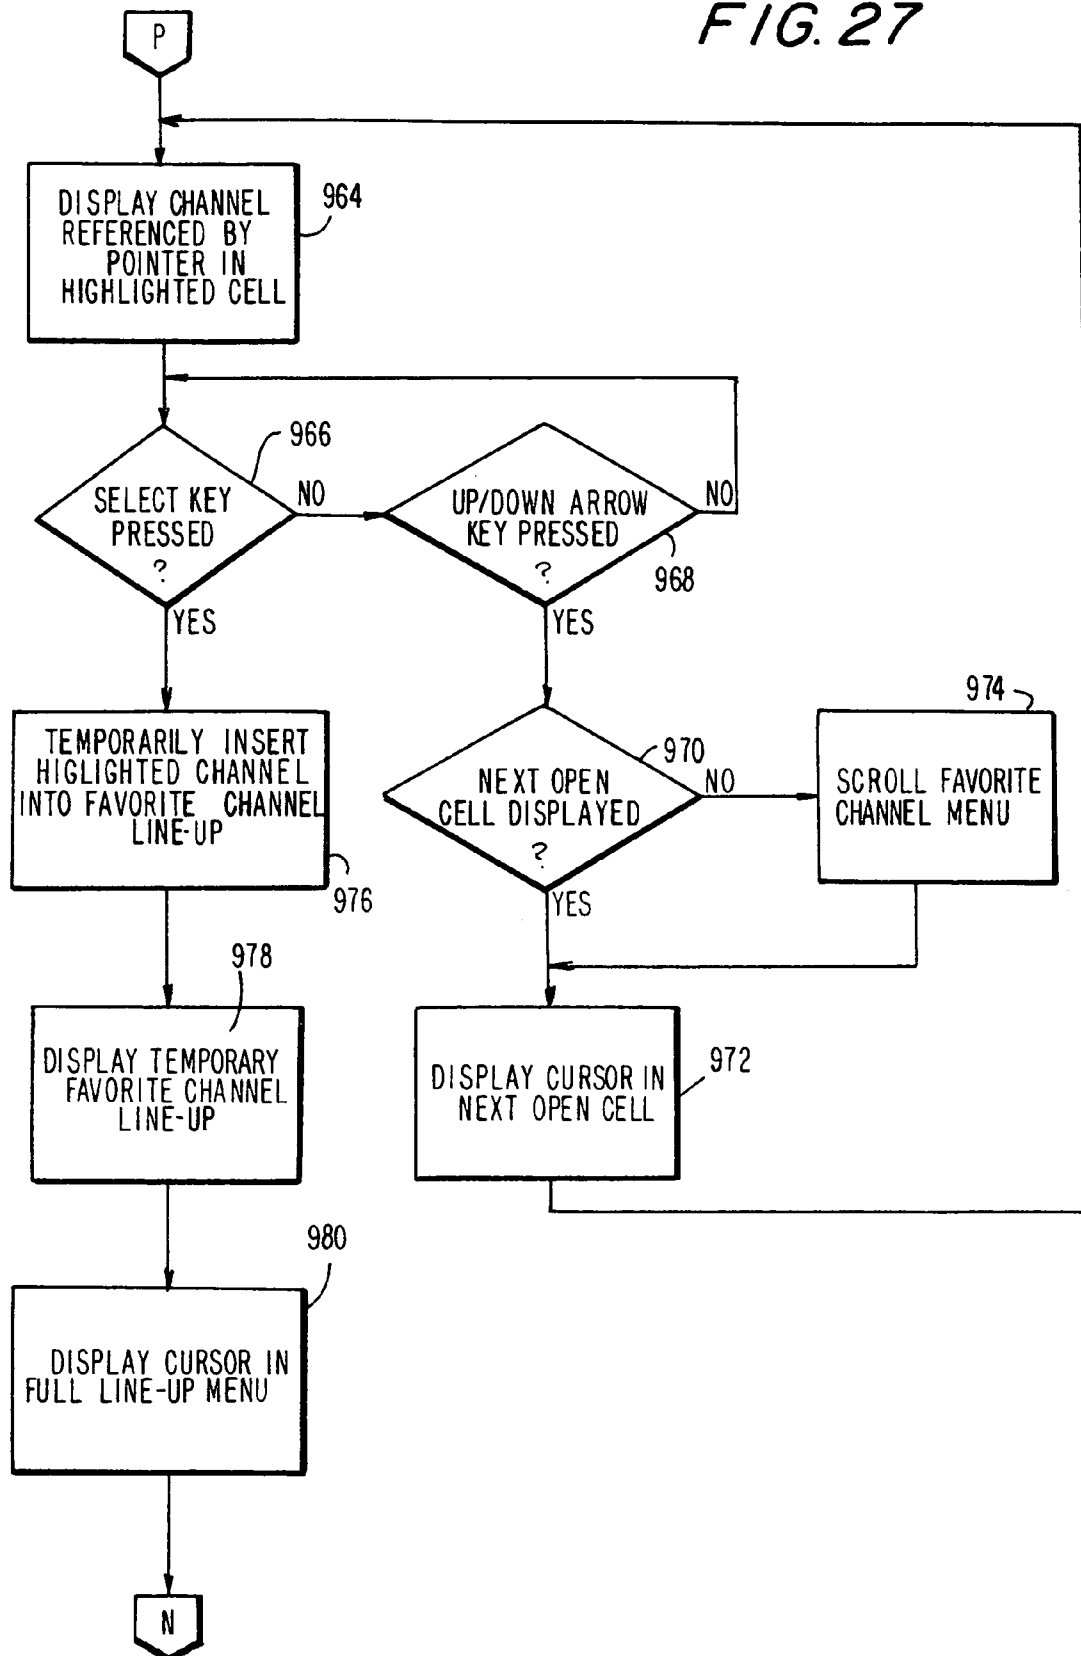 FIG. 27
P
DISPLAY CHANNEL
REFERENCED BY
POINTER IN
HIGHLIGHTED CELL
964
SELECT KEY
PRESSED
?
966
NO
YES
UP/DOWN ARROW
KEY PRESSED
?
968
NO
YES
NEXT OPEN
CELL DISPLAYED
?
970
NO
YES
974
SCROLL FAVORITE
CHANNEL MENU
TEMPORARILY INSERT
HIGLIGHTED CHANNEL
INTO FAVORITE CHANNEL
LINE-UP
976
978
DISPLAY TEMPORARY
FAVORITE CHANNEL
LINE-UP
DISPLAY CURSOR IN
NEXT OPEN CELL
972
980
DISPLAY CURSOR IN
FULL LINE-UP MENU
N